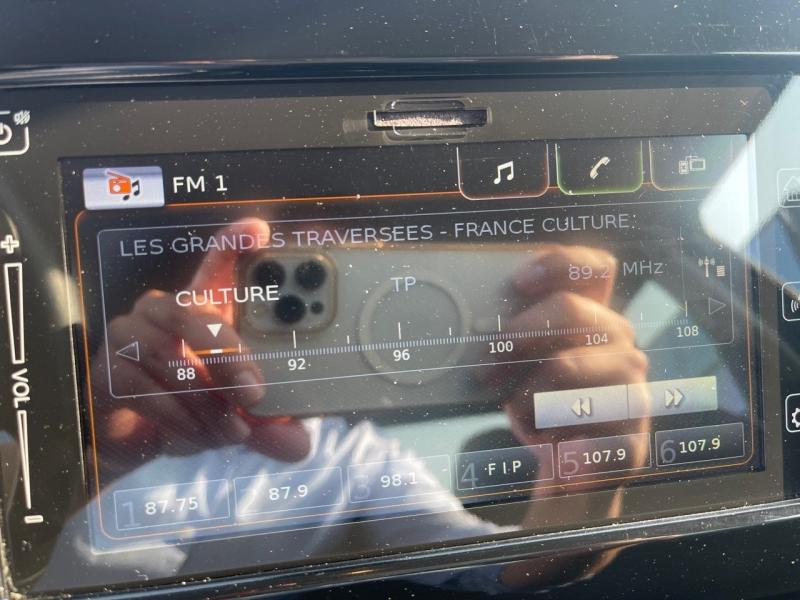 FM 1
LES GRANDES TRAVERSEES - FRANCE CULTURE
CULTURE TP 89.2 MHz
88 92 96 100 104 108
1 87.75 2 87.9 3 98.1 4 FIP 5 107.9 6 107.9
+
VOL
-